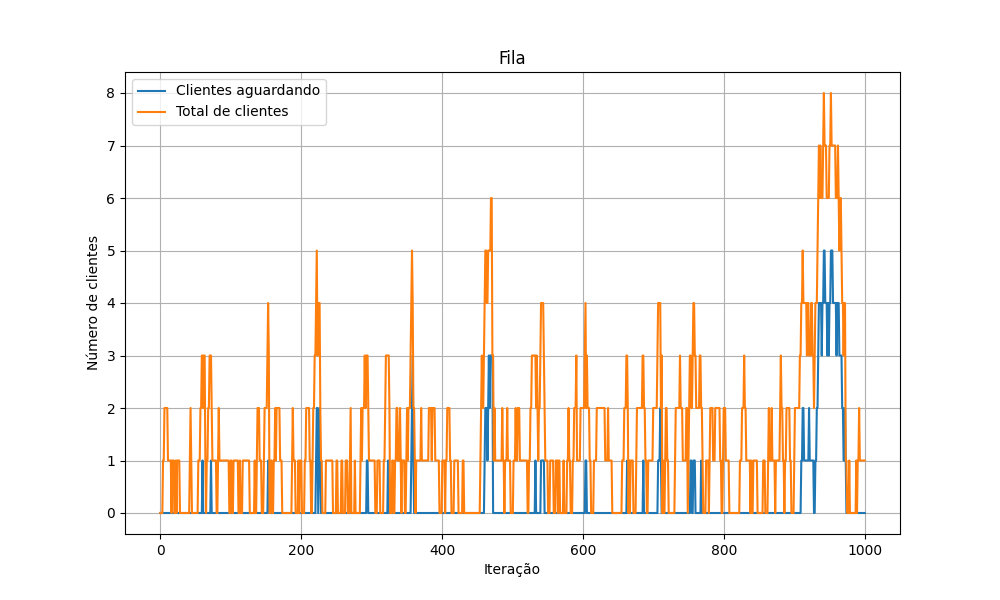 Fila
Clientes aguardando
Total de clientes
Número de clientes
8
7
6
5
4
3
2
1
0
0 200 400 600 800 1000
Iteração